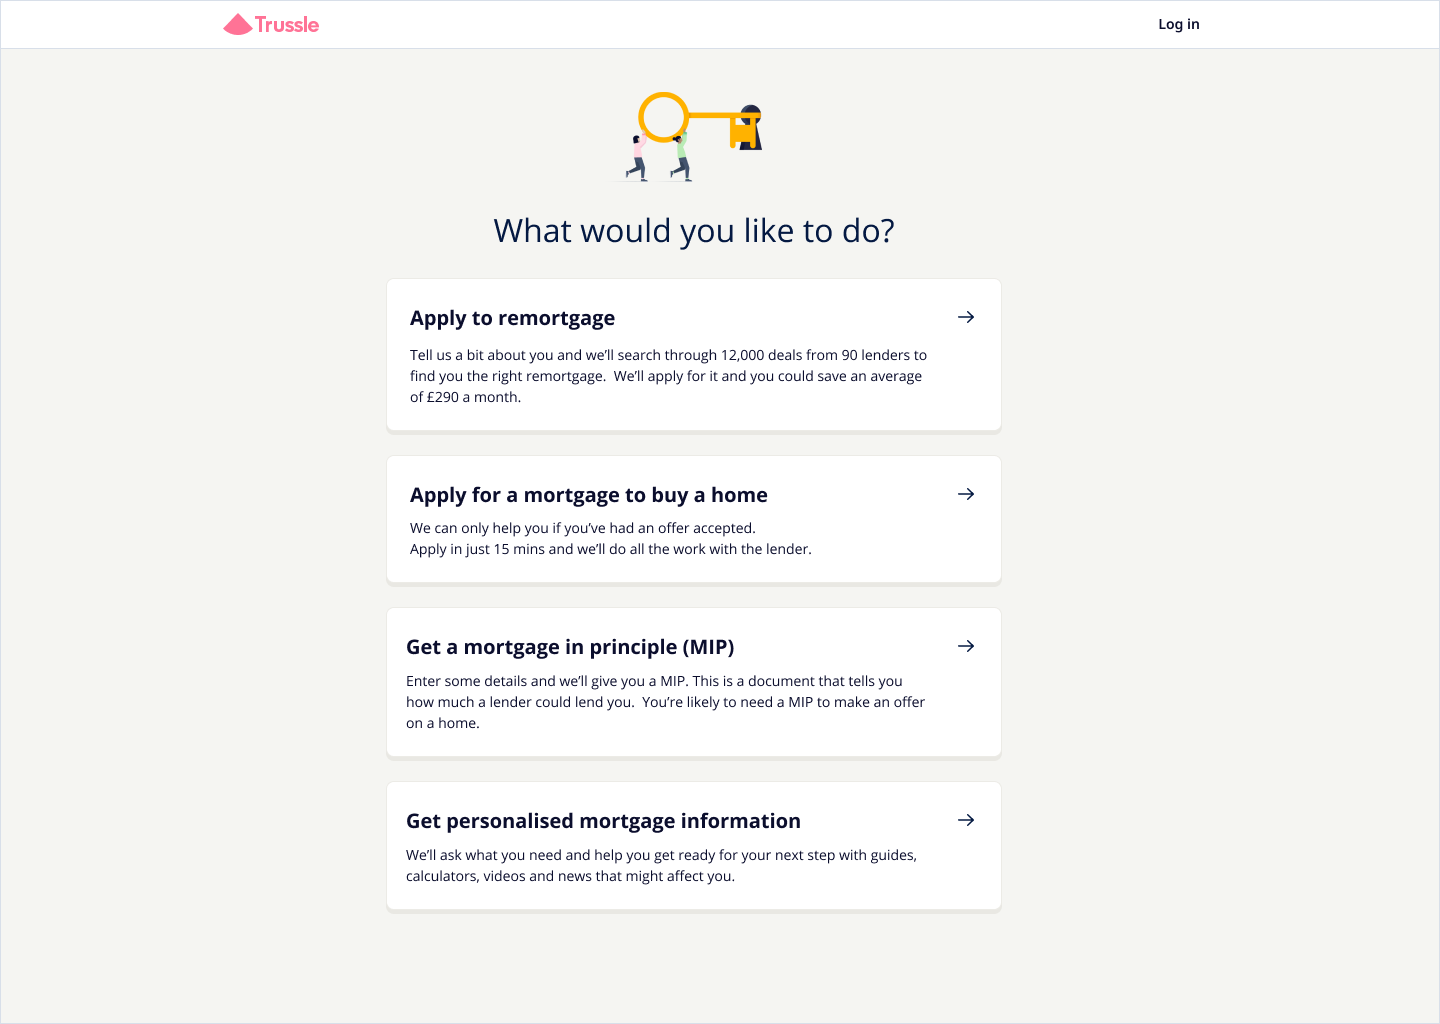 Trussle
Log in
What would you like to do?
Apply to remortgage
Tell us a bit about you and we’ll search through 12,000 deals from 90 lenders to
find you the right remortgage.  We’ll apply for it and you could save an average
of £290 a month.
Apply for a mortgage to buy a home
We can only help you if you’ve had an offer accepted.
Apply in just 15 mins and we’ll do all the work with the lender.
Get a mortgage in principle (MIP)
Enter some details and we’ll give you a MIP. This is a document that tells you
how much a lender could lend you.  You’re likely to need a MIP to make an offer
on a home.
Get personalised mortgage information
We’ll ask what you need and help you get ready for your next step with guides,
calculators, videos and news that might affect you.